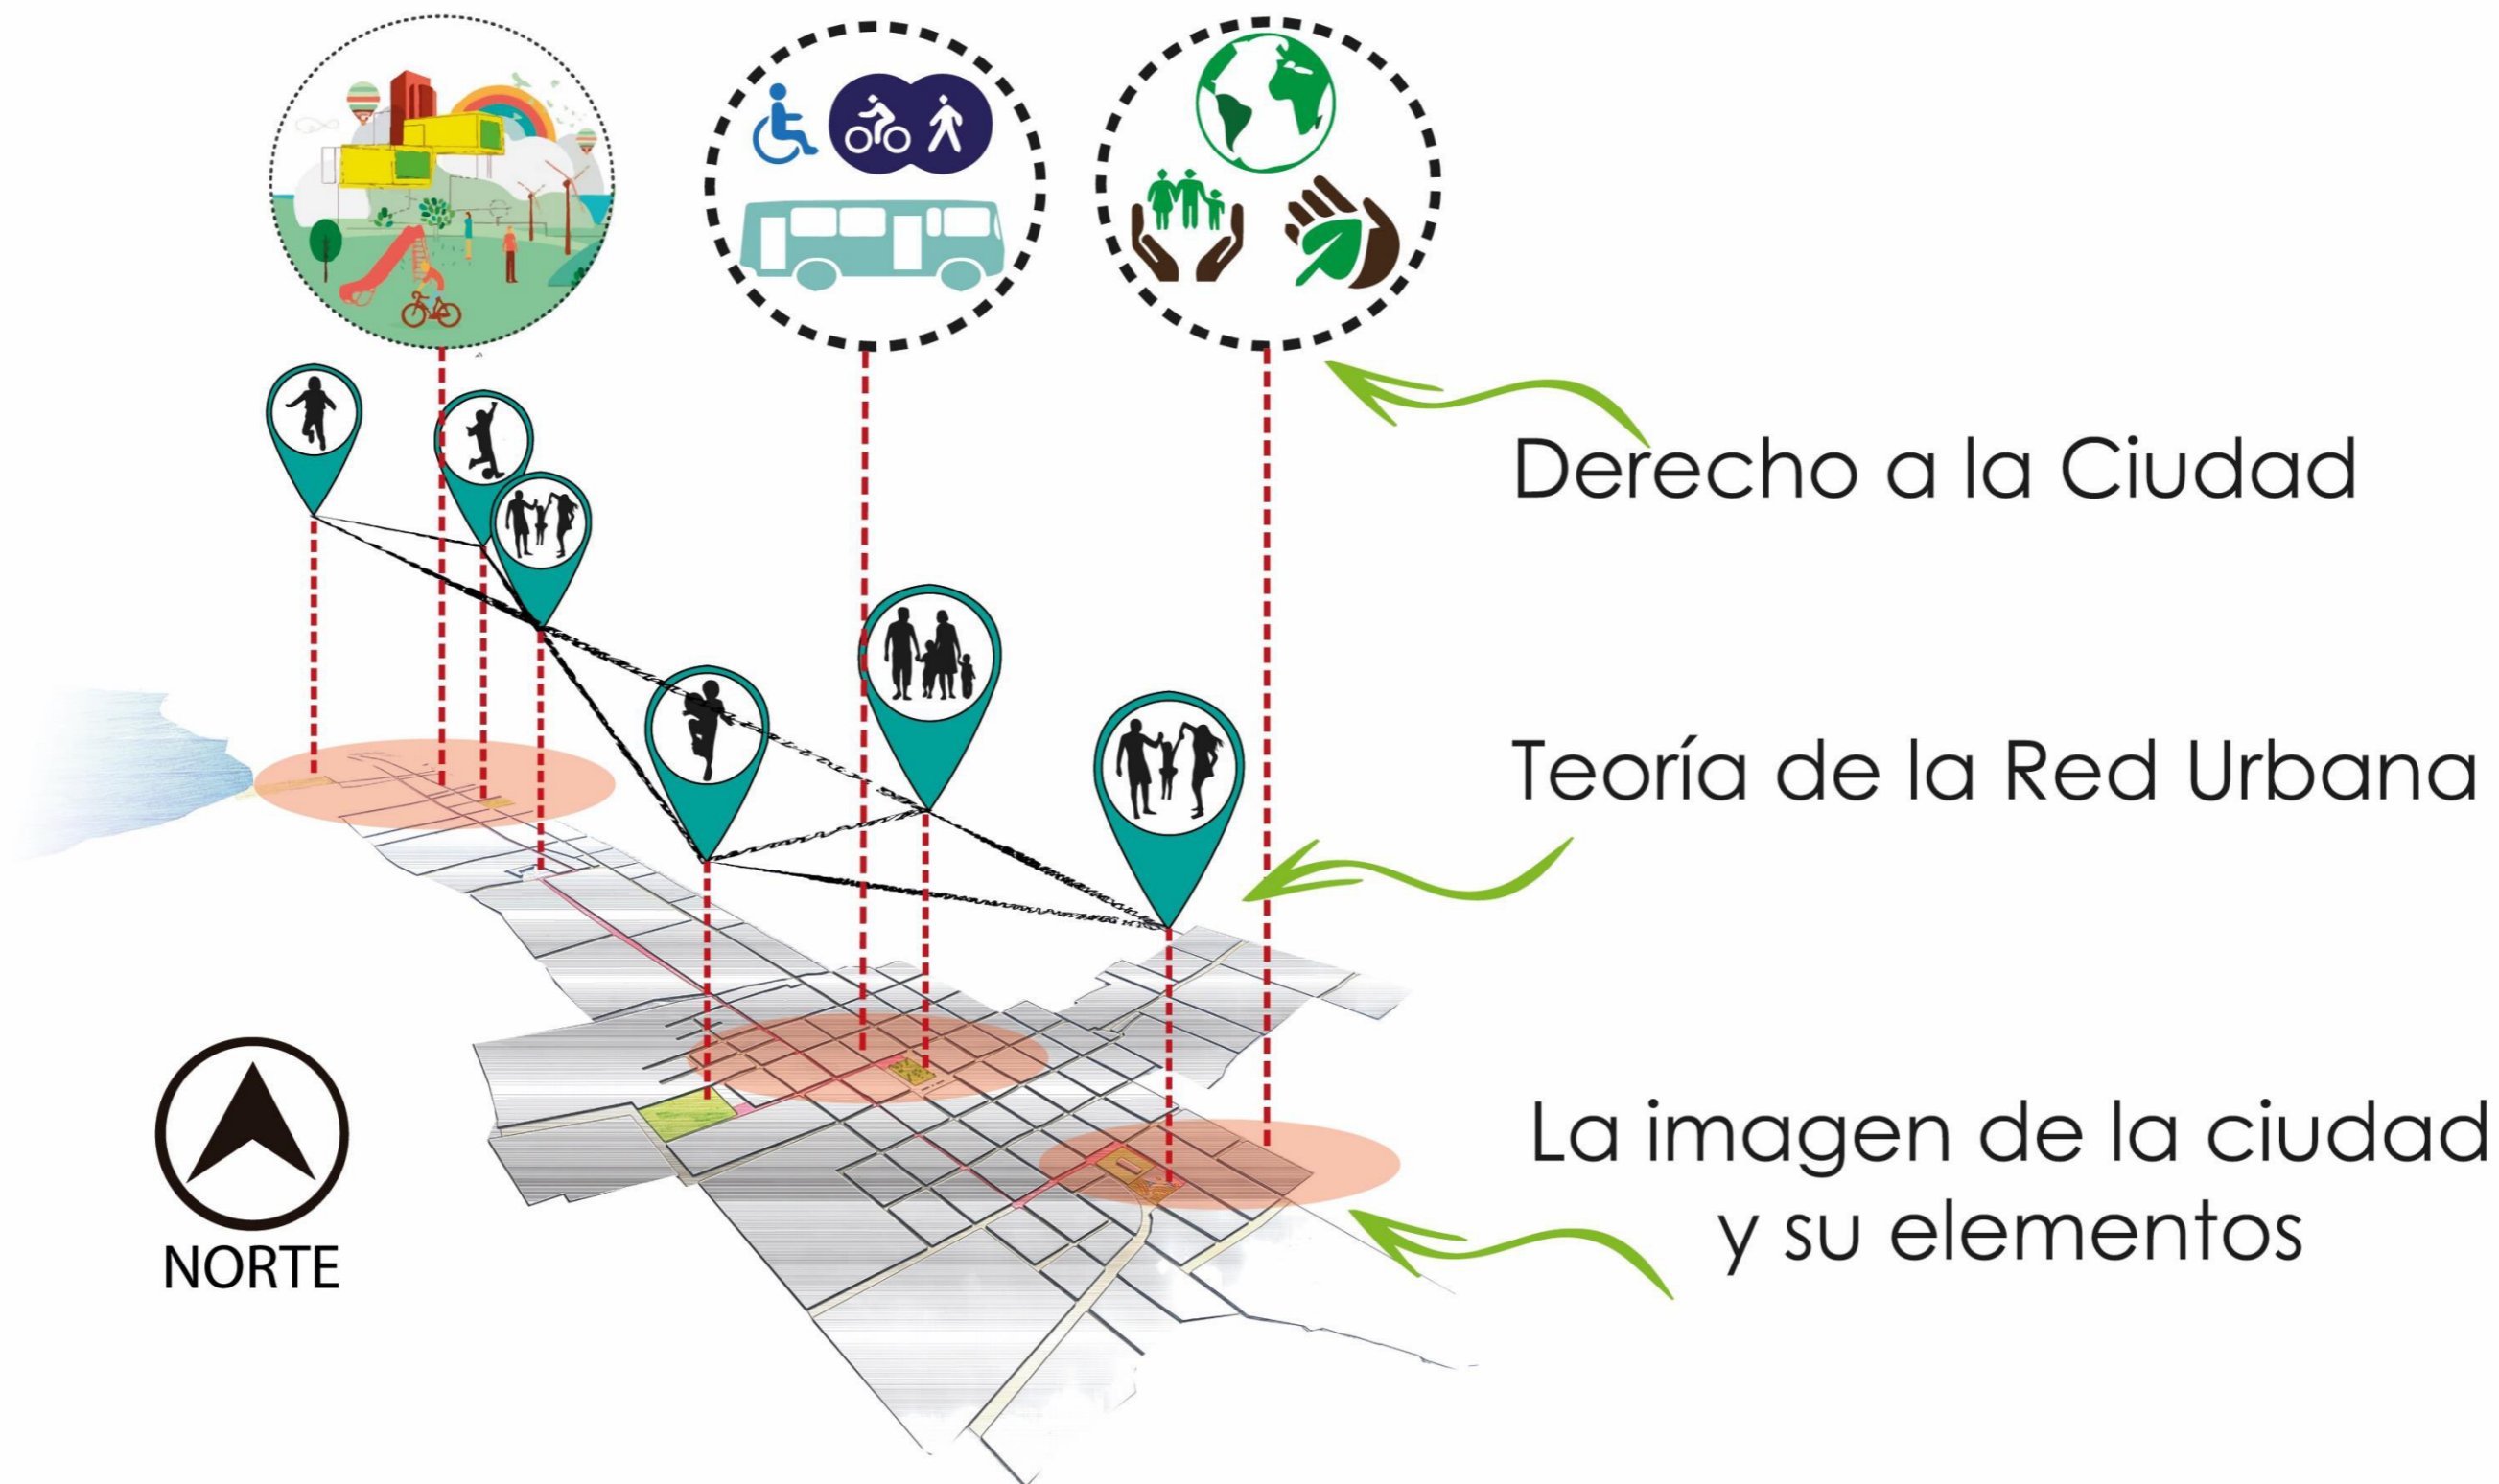 Derecho a la Ciudad
Teoría de la Red Urbana
La imagen de la ciudad
y su elementos
NORTE